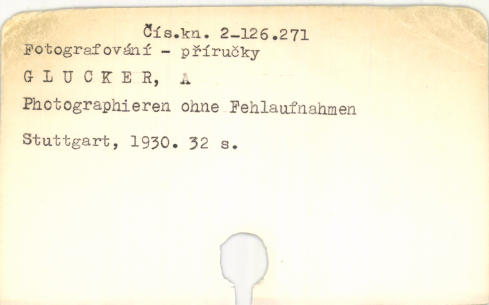 Čís.kn. 2-126.271
Fotografování - příručky
G L U C K E R, A
Photographieren ohne Fehlaufnahmen
Stuttgart, 1930. 32 s.